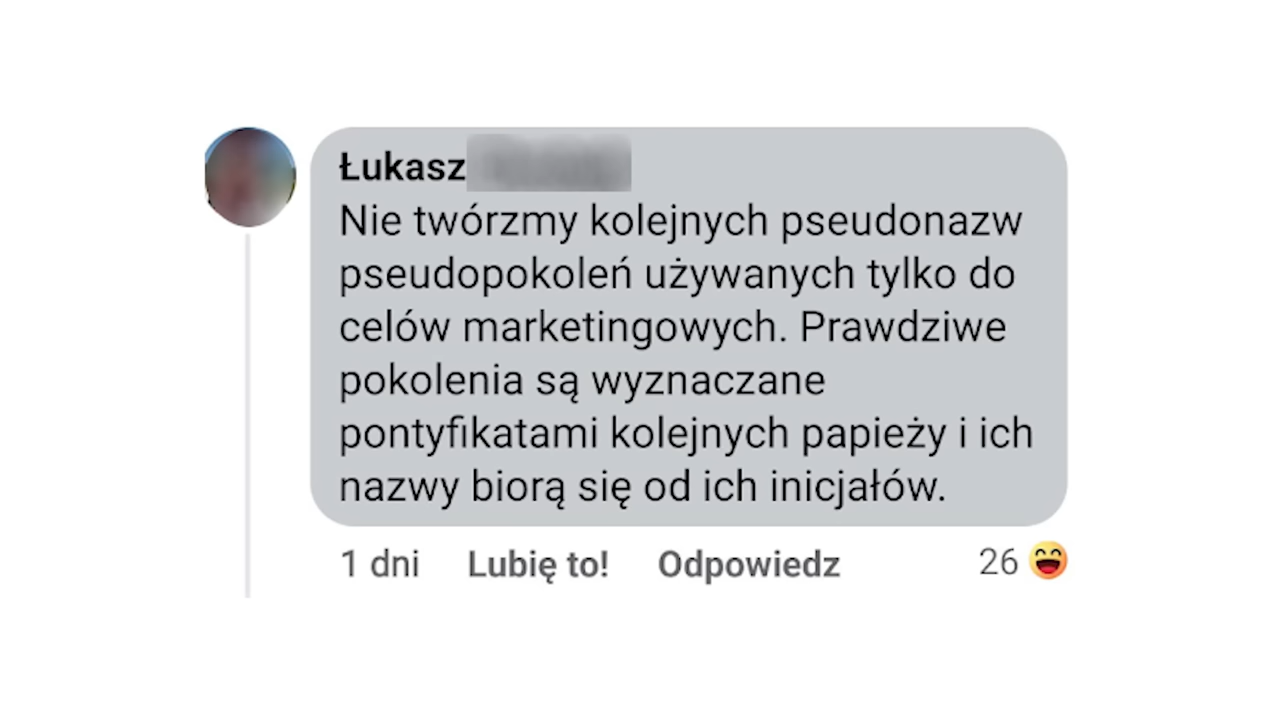 Łukasz
Nie twórzmy kolejnych pseudonazw
pseudopokoleń używanych tylko do
celów marketingowych. Prawdziwe
pokolenia są wyznaczane
pontyfikatami kolejnych papieży i ich
nazwy biorą się od ich inicjałów.
1 dni Lubię to! Odpowiedz 26